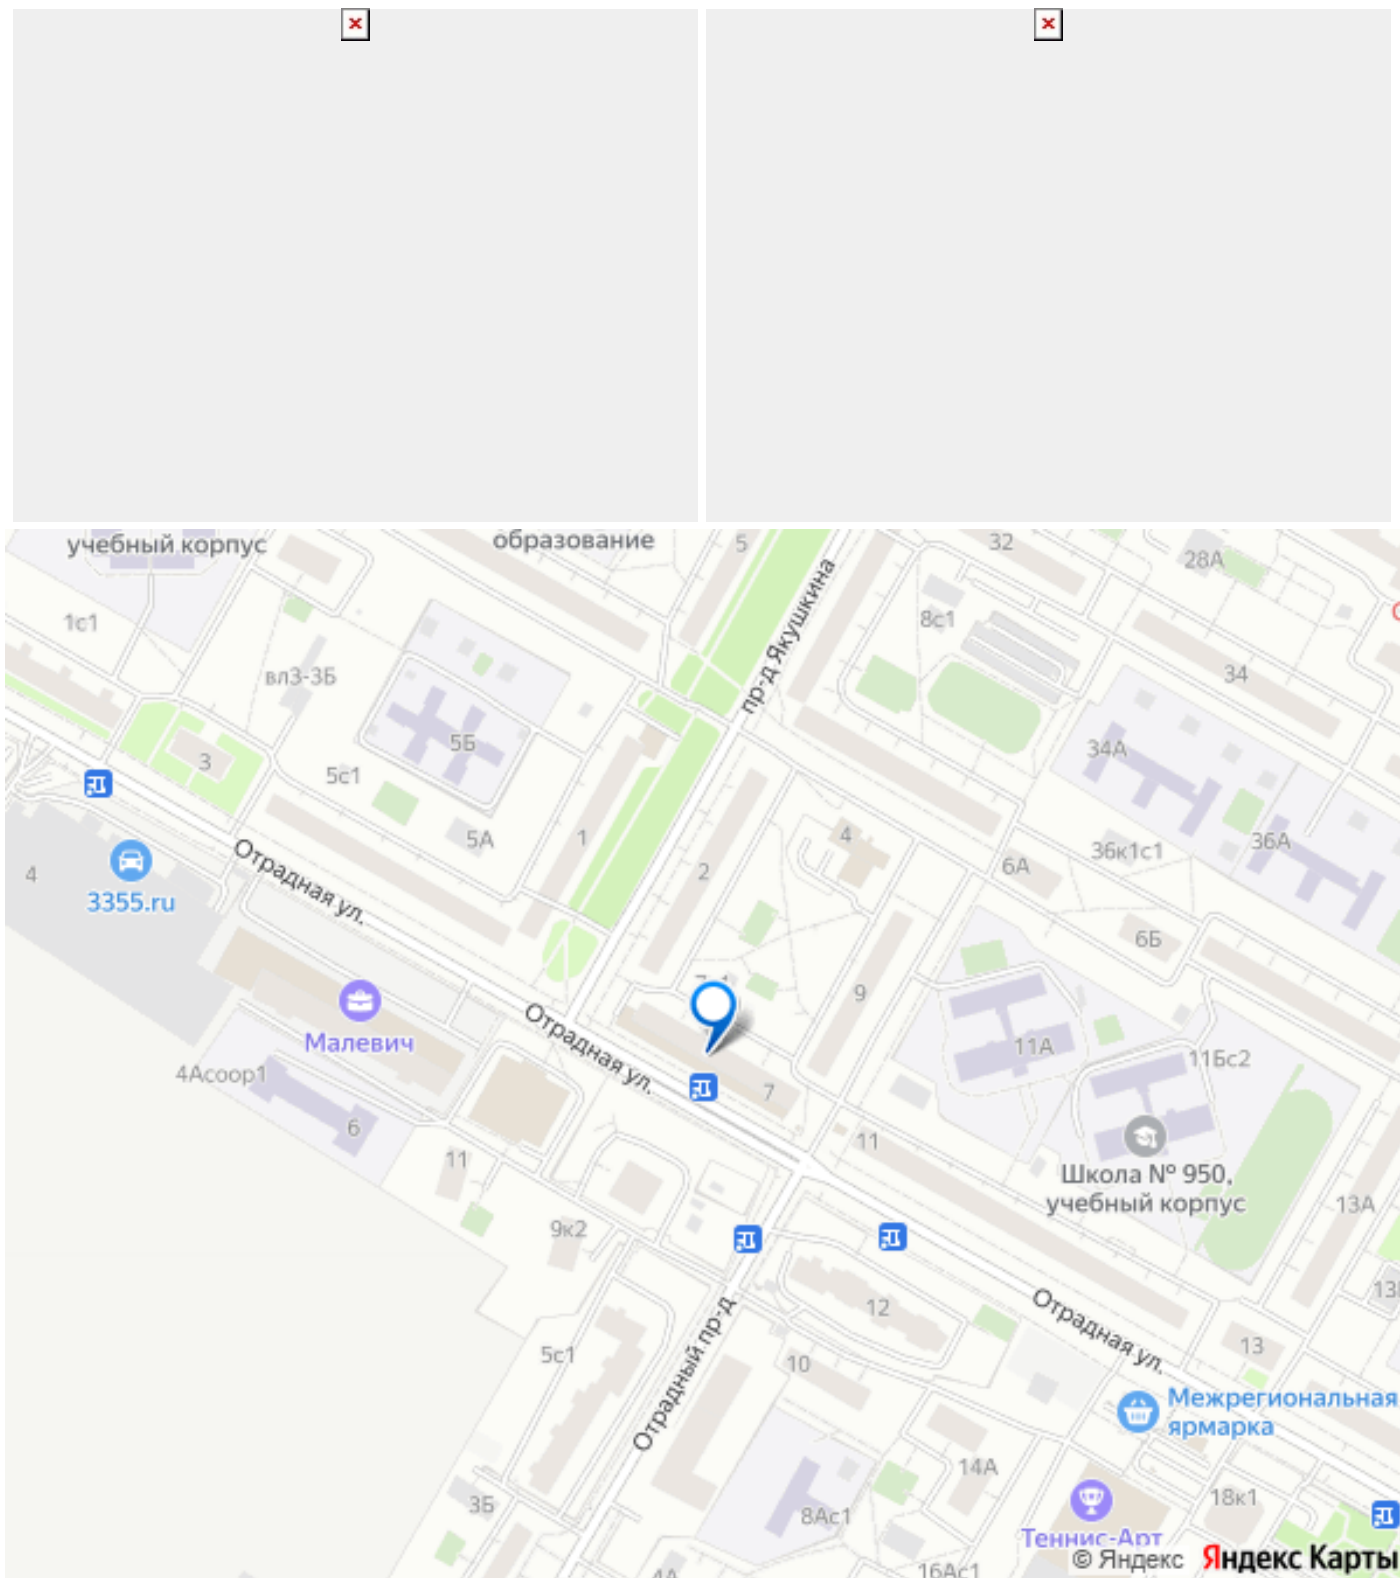 учебный корпус
образование
5
32
28А
1с1
8с1
пр-д Якушкина
вл3-3Б
34
5Б
34А
3
5с1
5А
1
2
4
36к1с1
36А
6А
4
3355.ru
Отрадная ул.
6Б
9
Малевич
Отрадная ул.
11А
11Бс2
4Асоор1
7
6
11
11
Школа № 950,
учебный корпус
13А
9к2
12
Отрадная ул.
13
5с1
10
Отрадный пр-д
Межрегиональная
ярмарка
14А
3Б
18к1
8Ас1
Теннис-Арт
© Яндекс
Яндекс Карты
16Ас1